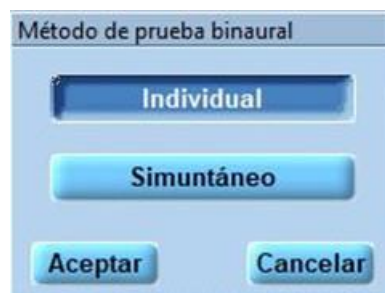 Método de prueba binaural
Individual
Simuntáneo
Aceptar Cancelar